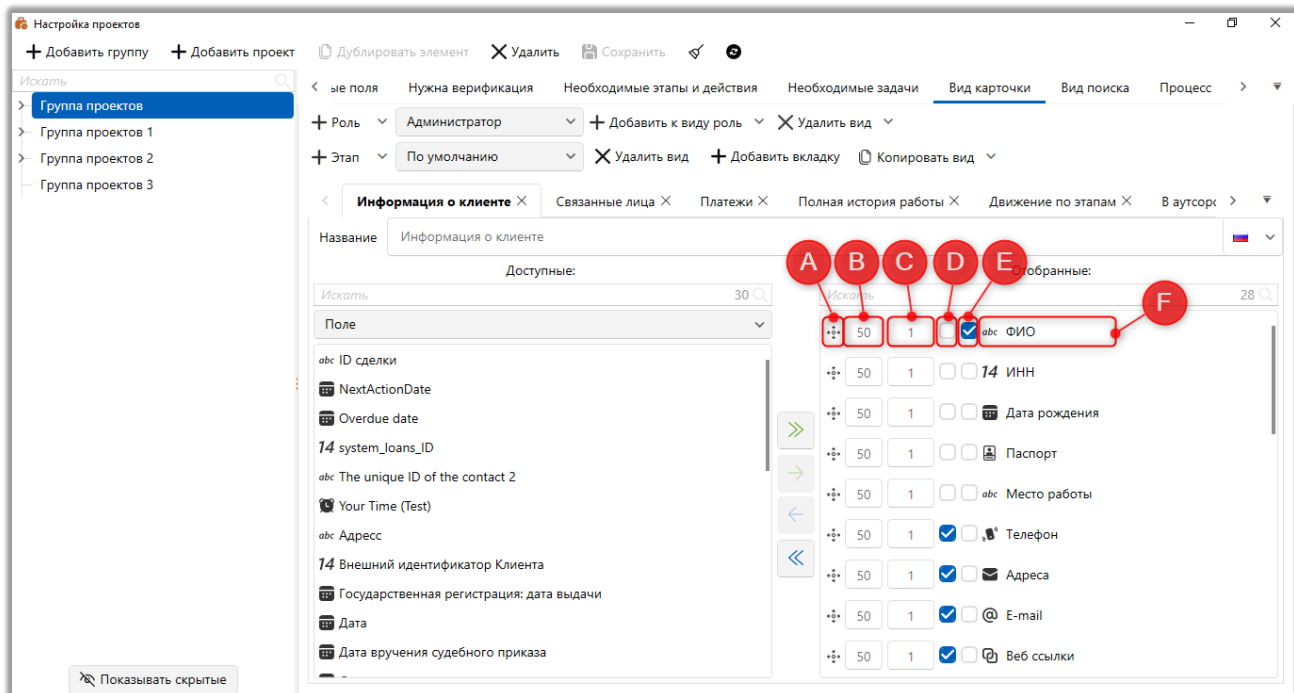 Настройка проектов
Добавить группу Добавить проект Дублировать элемент Удалить Сохранить
Искать
Группа проектов
Группа проектов 1
Группа проектов 2
Группа проектов 3
Показывать скрытые
ые поля Нужна верификация Необходимые этапы и действия Необходимые задачи Вид карточки Вид поиска Процесс
Роль Администратор Добавить к виду роль Удалить вид
Этап По умолчанию Удалить вид Добавить вкладку Копировать вид
Информация о клиенте Связанные лица Платежи Полная история работы Движение по этапам В аутсорс
Название Информация о клиенте
Доступные:
Искать 30
Поле
abc ID сделки
NextActionDate
Overdue date
14 system_loans_ID
abc The unique ID of the contact 2
Your Time (Test)
abc Адресс
14 Внешний идентификатор Клиента
Государственная регистрация: дата выдачи
Дата
Дата вручения судебного приказа
A B C D E F
Отобранные:
Искать 28
50 1 abc ФИО
50 1 14 ИНН
50 1 Дата рождения
50 1 Паспорт
50 1 abc Место работы
50 1 Телефон
50 1 Адреса
50 1 E-mail
50 1 Веб ссылки